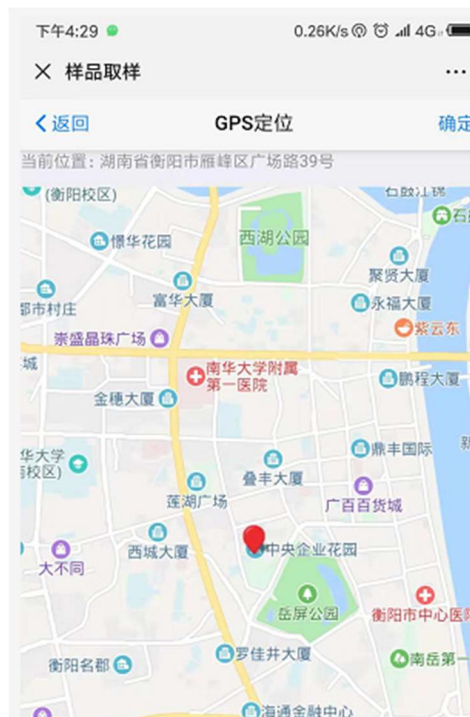 下午4:29
0.26K/s
4G
样品取样
返回
GPS定位
确定
当前位置：湖南省衡阳市雁峰区广场路39号
(衡阳校区)
石鼓江锦
石
憬华花园
西湖公园
聚贤大厦
都市村庄
富华大厦
永福大厦
崇盛晶珠广场
紫云东
城
南华大学附属
第一医院
鹏程大厦
金穗大厦
鼎丰国际
华大学
校区)
叠丰大厦
莲湖广场
广百百货城
西城大厦
中央企业花园
大不同
岳屏公园
衡阳市中心医院
罗佳井大厦
衡阳名郡
南岳第一
海通金融中心